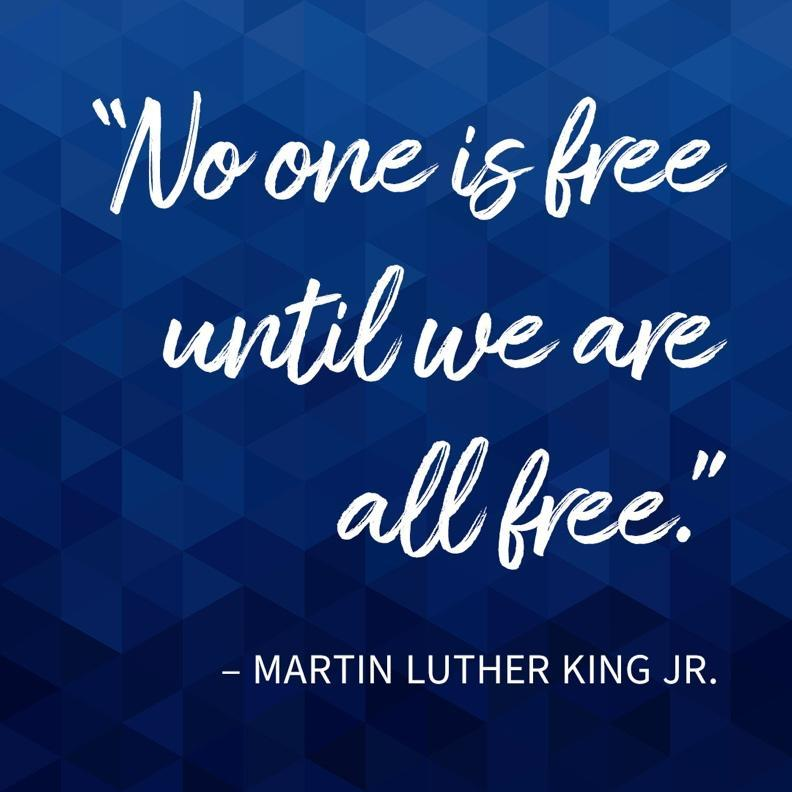 “No one is free
until we are
all free.”
– MARTIN LUTHER KING JR.